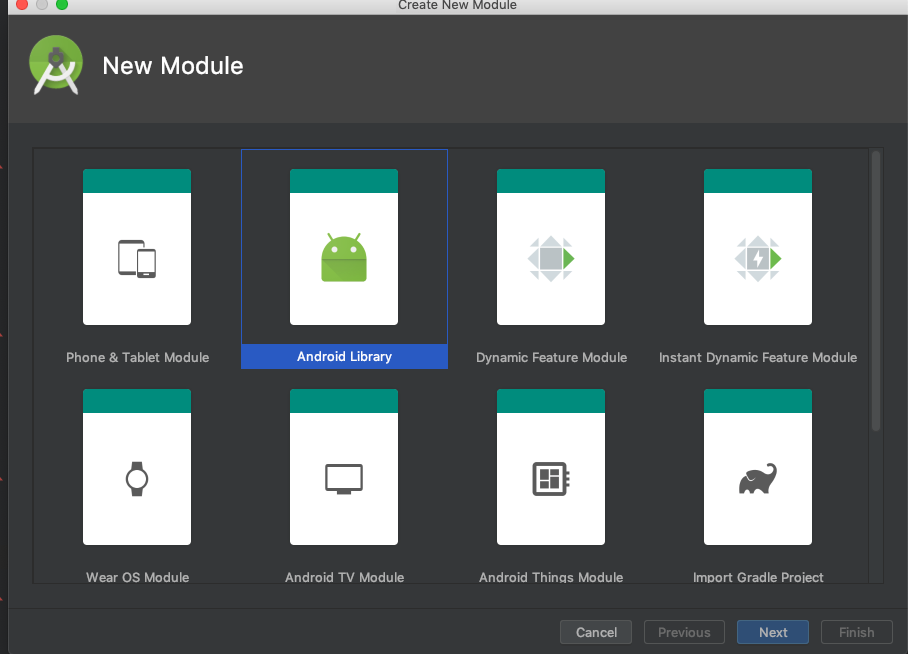 Create New Module
New Module
Phone & Tablet Module
Android Library
Dynamic Feature Module
Instant Dynamic Feature Module
Wear OS Module
Android TV Module
Android Things Module
Import Gradle Project
Cancel
Previous
Next
Finish